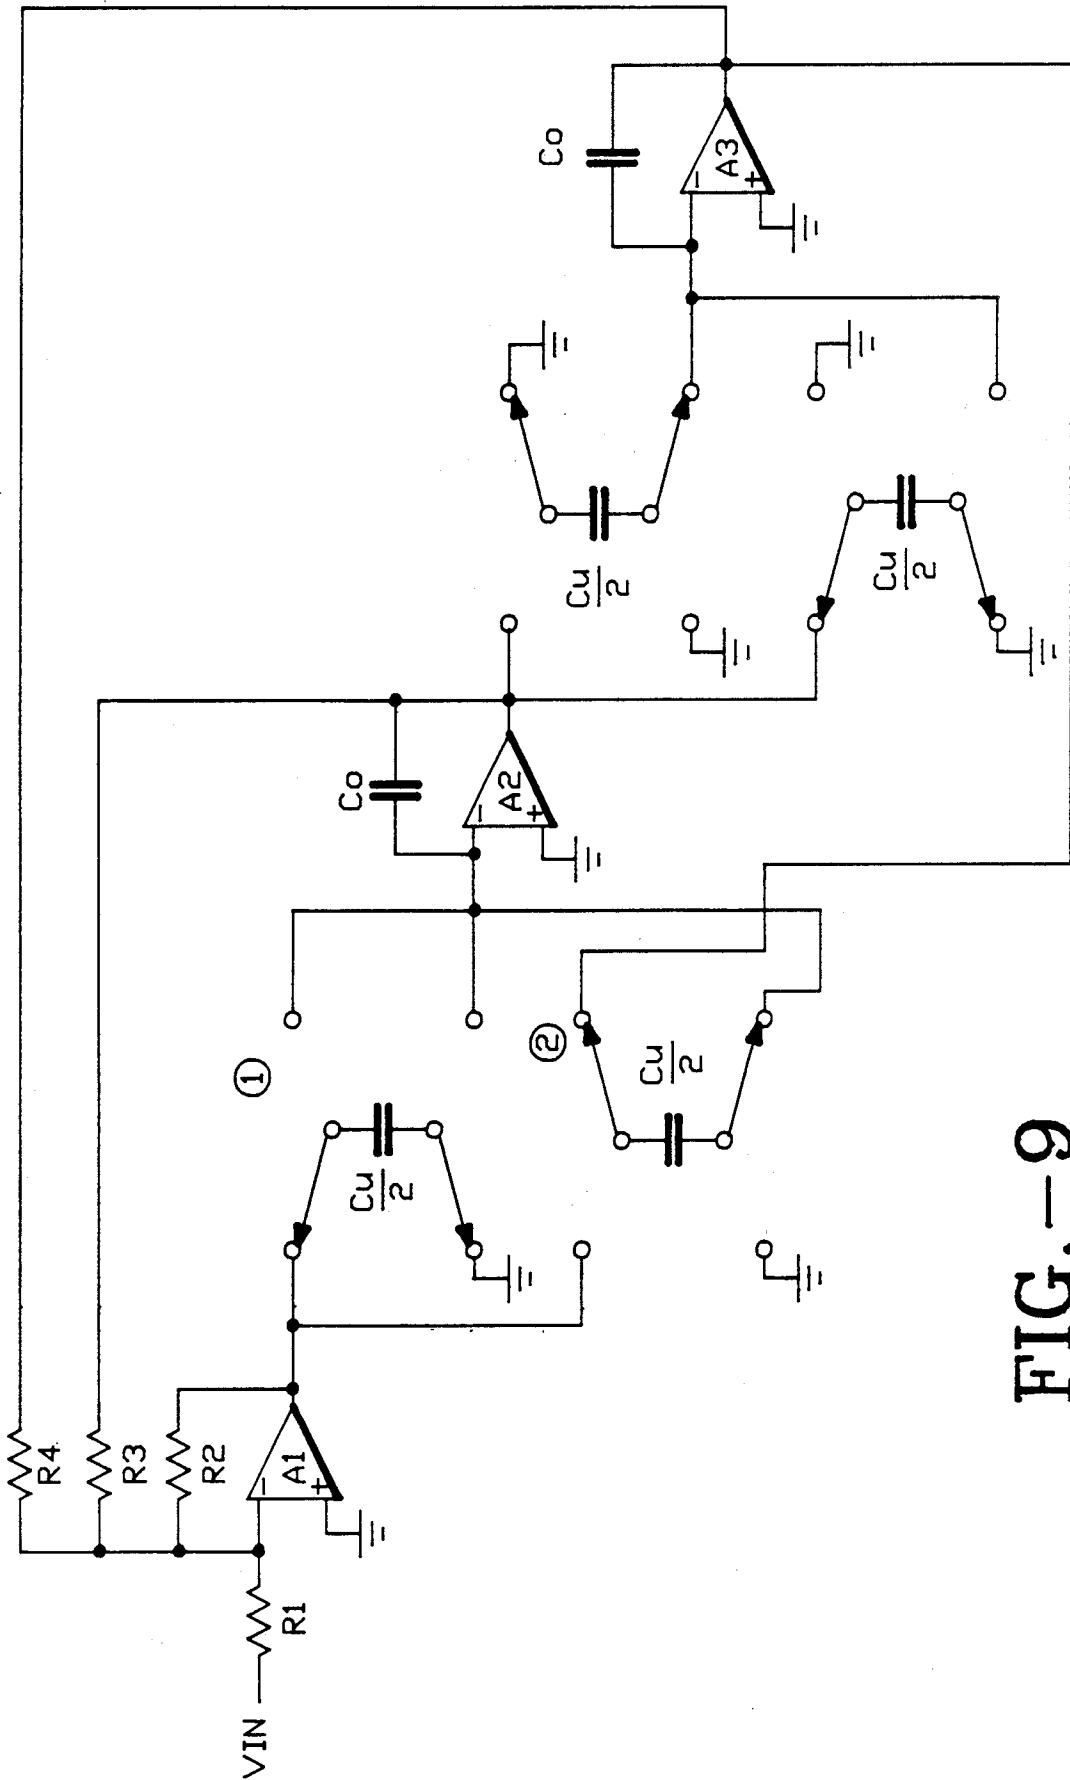 R4
R3
R2
A1
- +
R1
VIN
Cu/2
①
②
Cu/2
Co
A2
- +
Cu/2
Cu/2
Co
A3
- +
FIG.-9